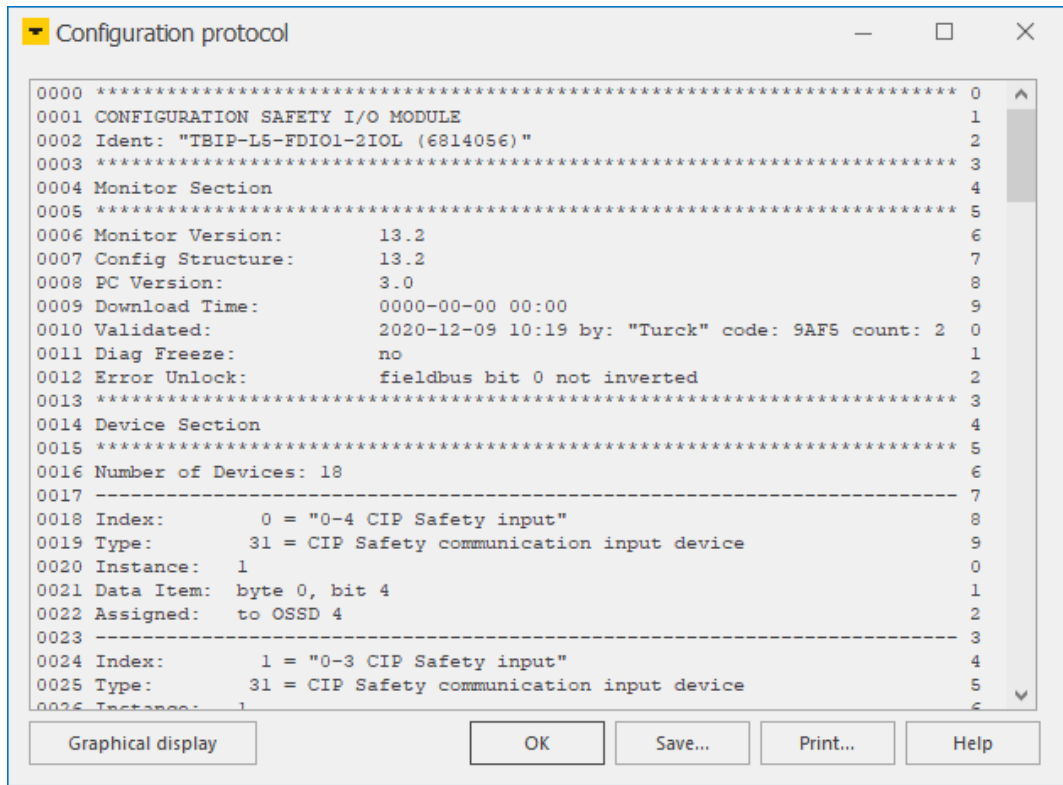 Configuration protocol
0000 ************************************************************************* 0
0001 CONFIGURATION SAFETY I/O MODULE 1
0002 Ident: "TBIP-L5-FDIO1-2IOL (6814056)" 2
0003 ************************************************************************* 3
0004 Monitor Section 4
0005 ************************************************************************* 5
0006 Monitor Version: 13.2 6
0007 Config Structure: 13.2 7
0008 PC Version: 3.0 8
0009 Download Time: 0000-00-00 00:00 9
0010 Validated: 2020-12-09 10:19 by: "Turck" code: 9AF5 count: 2 0
0011 Diag Freeze: no 1
0012 Error Unlock: fieldbus bit 0 not inverted 2
0013 ************************************************************************* 3
0014 Device Section 4
0015 ************************************************************************* 5
0016 Number of Devices: 18 6
0017 ------------------------------------------------------------------------- 7
0018 Index: 0 = "0-4 CIP Safety input" 8
0019 Type: 31 = CIP Safety communication input device 9
0020 Instance: 1 0
0021 Data Item: byte 0, bit 4 1
0022 Assigned: to OSSD 4 2
0023 ------------------------------------------------------------------------- 3
0024 Index: 1 = "0-3 CIP Safety input" 4
0025 Type: 31 = CIP Safety communication input device 5
0026 Instance: 1 6
Graphical display OK Save... Print... Help